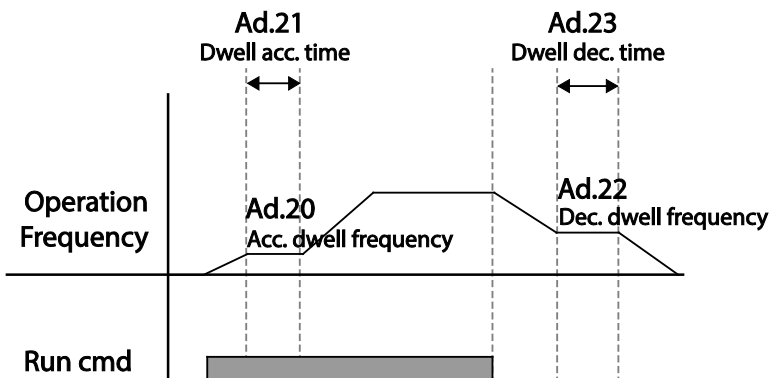 Ad.21
Dwell acc. time
Ad.23
Dwell dec. time
Operation
Frequency
Ad.20
Acc. dwell frequency
Ad.22
Dec. dwell frequency
Run cmd